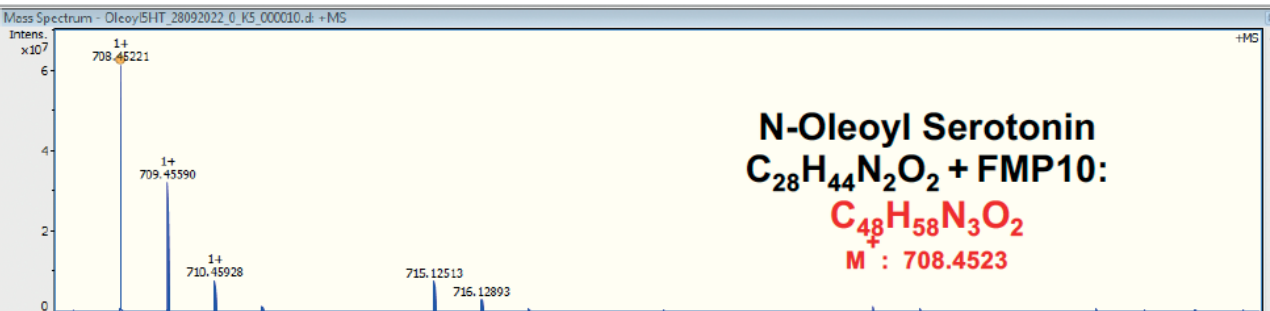 Mass Spectrum - Oleoyl5HT_28092022_0_K5_000010.d: +MS
Intens.
x10⁷
+MS
1+
708.45221
6
N-Oleoyl Serotonin
4
1+
709.45590
C₂₈H₄₄N₂O₂ + FMP10:
C₄₈H₅₈N₃O₂
2
M⁺: 708.4523
1+
710.45928
715.12513
716.12893
0